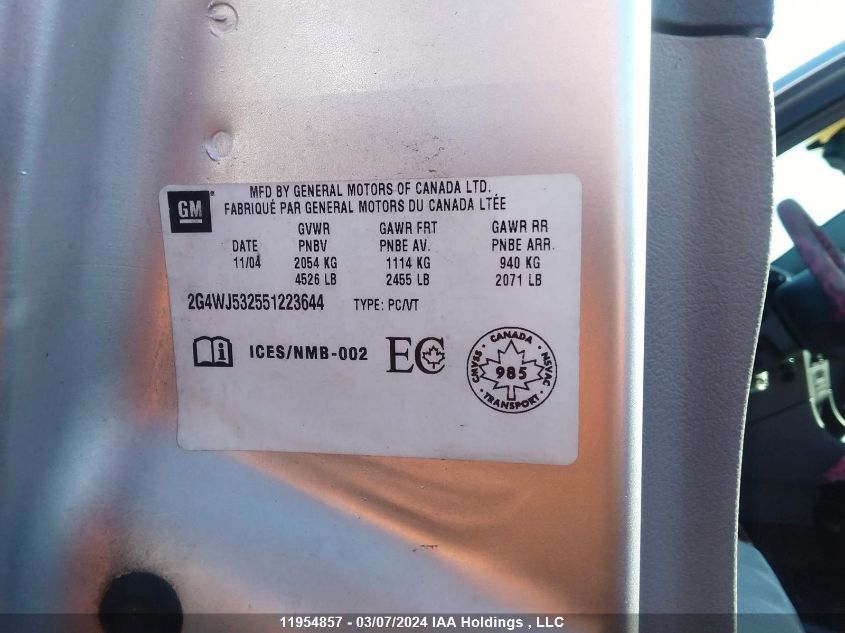 GM
MFD BY GENERAL MOTORS OF CANADA LTD.
FABRIQUÉ PAR GENERAL MOTORS DU CANADA LTÉE
GVWR GAWR FRT GAWR RR
DATE PNBV PNBE AV. PNBE ARR.
11/04 2054 KG 1114 KG 940 KG
4526 LB 2455 LB 2071 LB
2G4WJ532551223644 TYPE: PC/VT
i ICES/NMB-002 EC
CANADA
CMVSS 985 NSVAC
TRANSPORT
11954857 - 03/07/2024 IAA Holdings , LLC